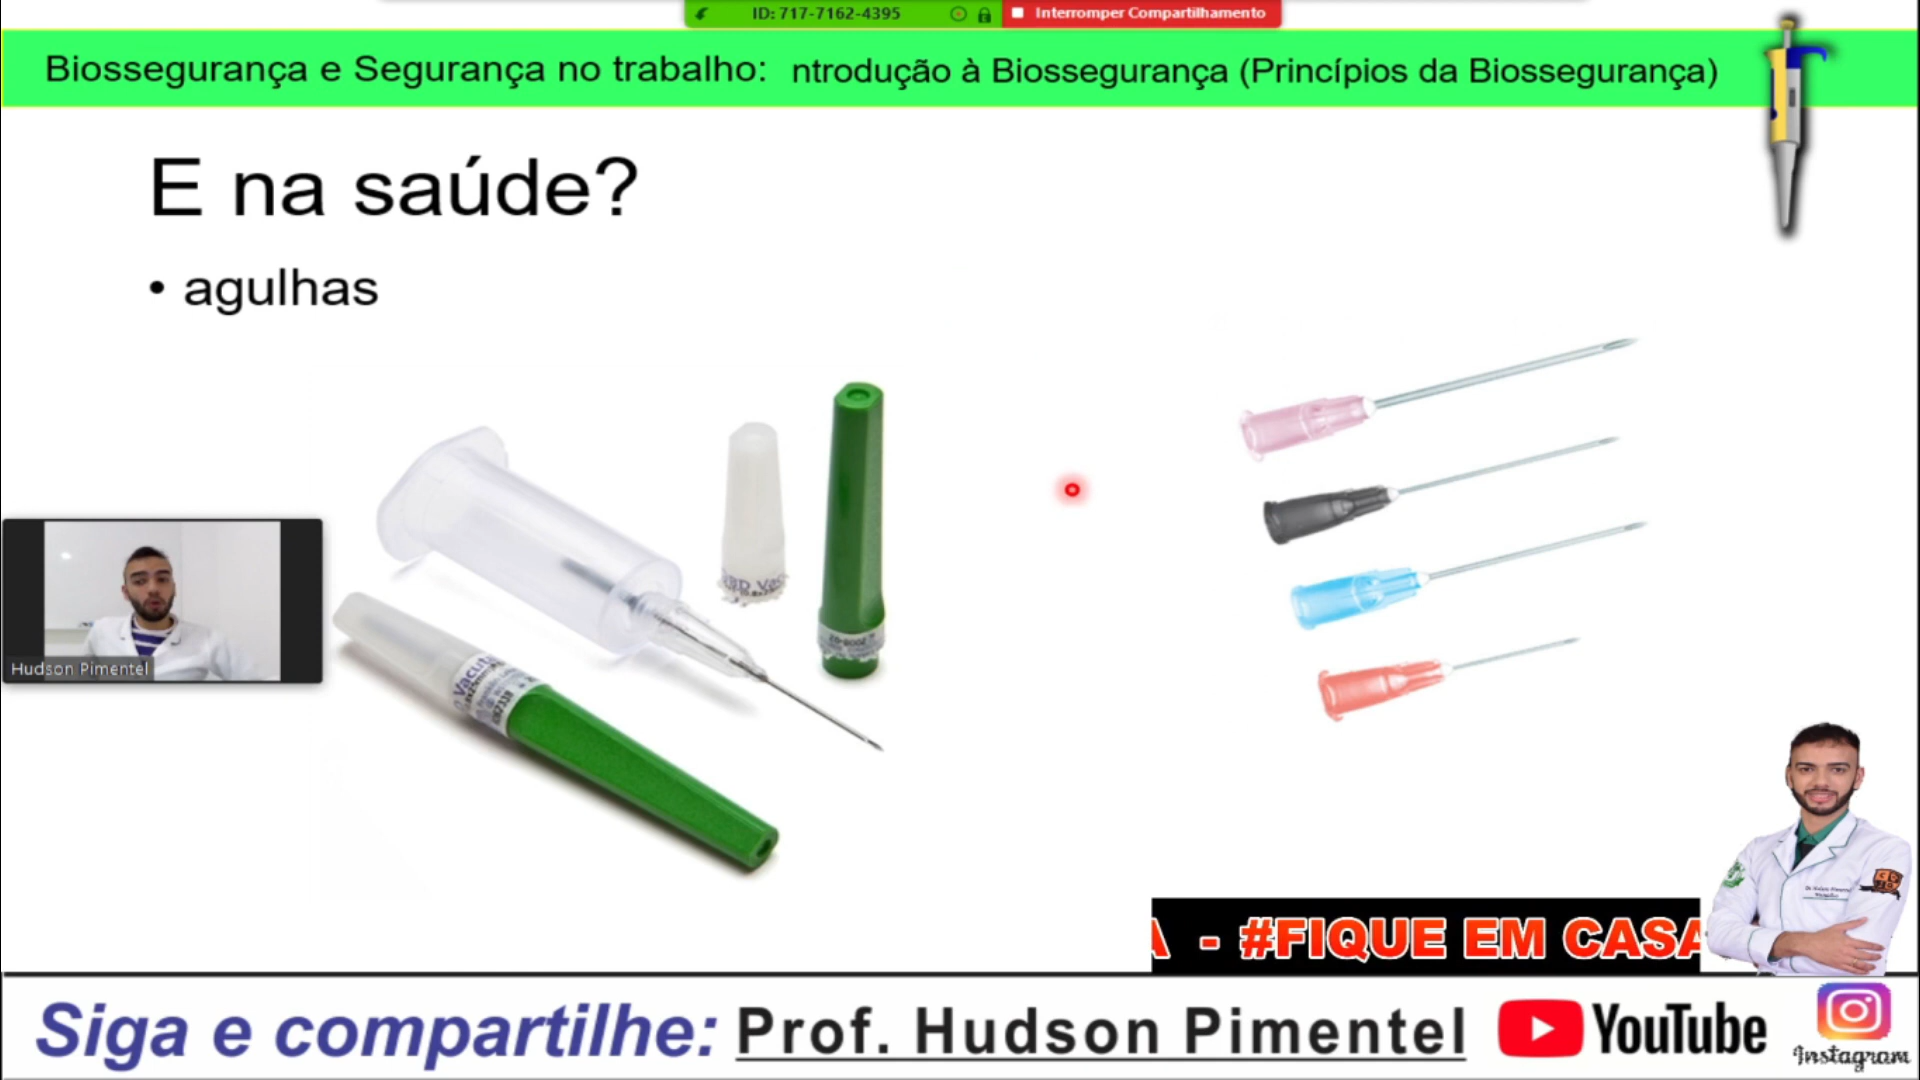 ID: 717-7162-4395
Interromper Compartilhamento
Biossegurança e Segurança no trabalho: ntrodução à Biossegurança (Princípios da Biossegurança)
E na saúde?
• agulhas
Hudson Pimentel
A - #FIQUE EM CASA
Siga e compartilhe: Prof. Hudson Pimentel
YouTube
Instagram